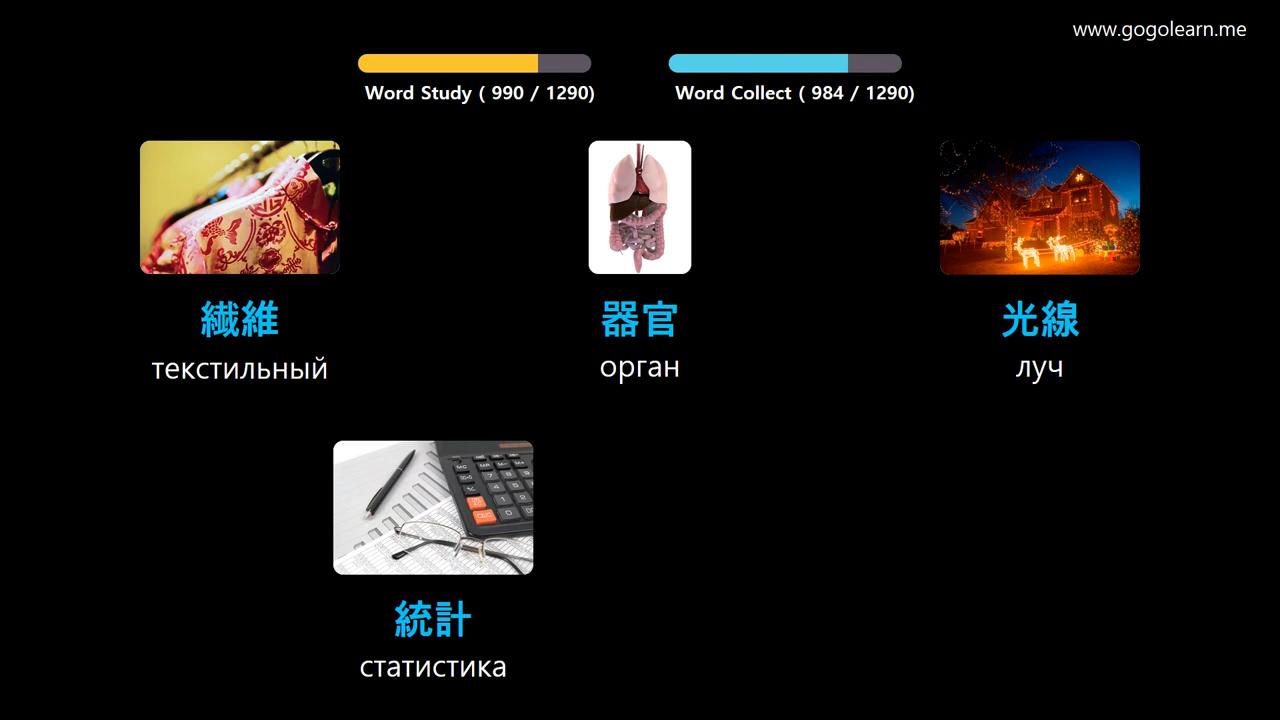 www.gogolearn.me
Word Study ( 990 / 1290)
Word Collect ( 984 / 1290)
繊維
текстильный
器官
орган
光線
луч
統計
статистика